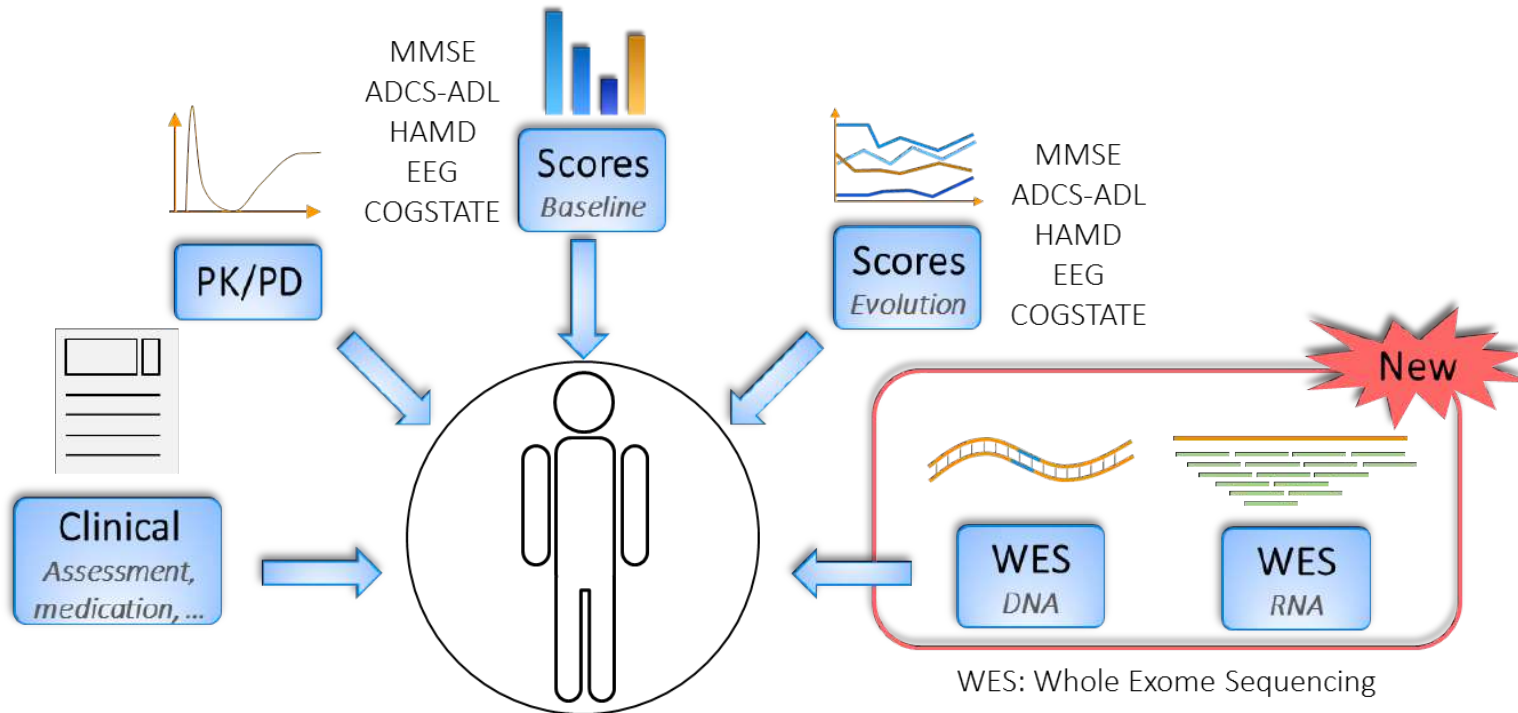 MMSE
ADCS-ADL
HAMD
EEG
COGSTATE
Scores
Baseline
PK/PD
Scores
Evolution
MMSE
ADCS-ADL
HAMD
EEG
COGSTATE
New
Clinical
Assessment,
medication, ...
WES
DNA
WES
RNA
WES: Whole Exome Sequencing